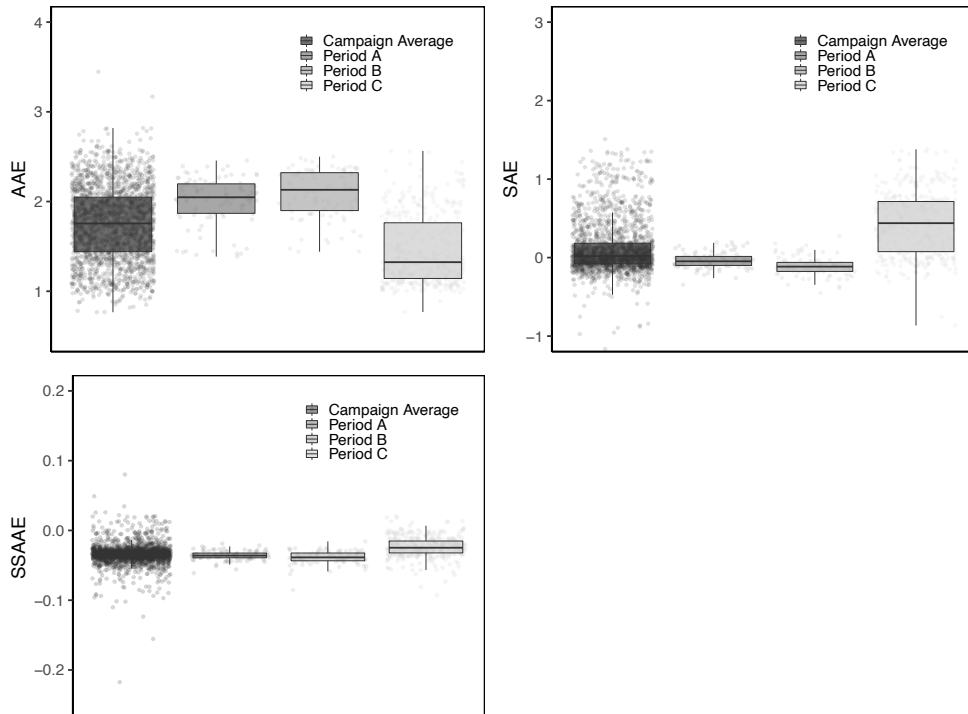 4
3
2
1
AAE
Campaign Average
Period A
Period B
Period C
3
2
1
0
−1
SAE
Campaign Average
Period A
Period B
Period C
0.2
0.1
0.0
−0.1
−0.2
SSAAE
Campaign Average
Period A
Period B
Period C